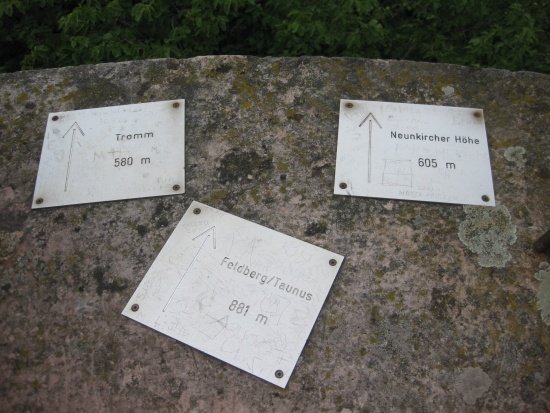 Tromm
580 m
Neunkircher Höhe
605 m
Feldberg/Taunus
881 m